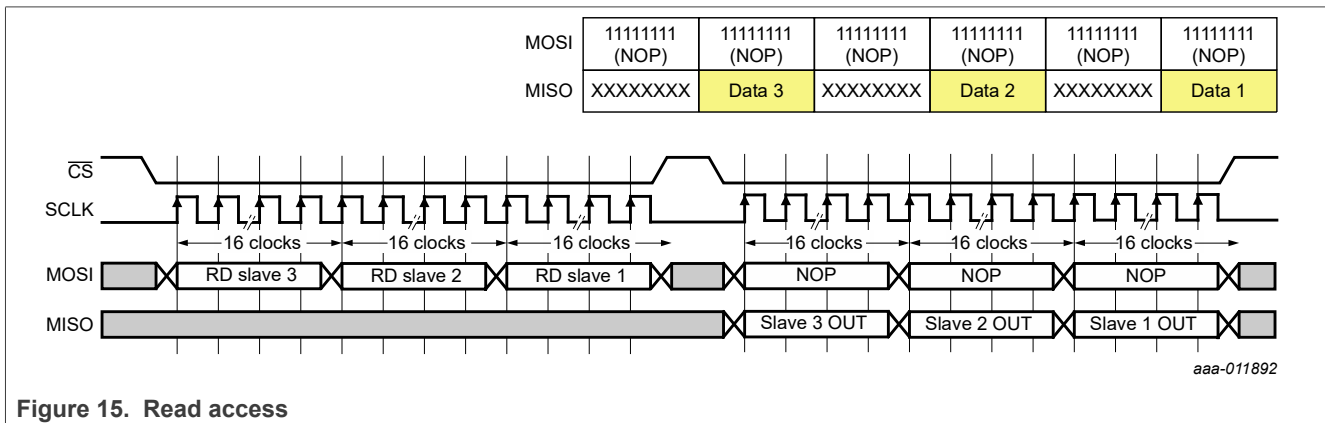 MOSI 11111111 (NOP) 11111111 (NOP) 11111111 (NOP) 11111111 (NOP) 11111111 (NOP) 11111111 (NOP)
MISO XXXXXXXX Data 3 XXXXXXXX Data 2 XXXXXXXX Data 1
CS
SCLK
16 clocks 16 clocks 16 clocks 16 clocks 16 clocks 16 clocks
MOSI RD slave 3 RD slave 2 RD slave 1 NOP NOP NOP
MISO Slave 3 OUT Slave 2 OUT Slave 1 OUT
aaa-011892
Figure 15. Read access